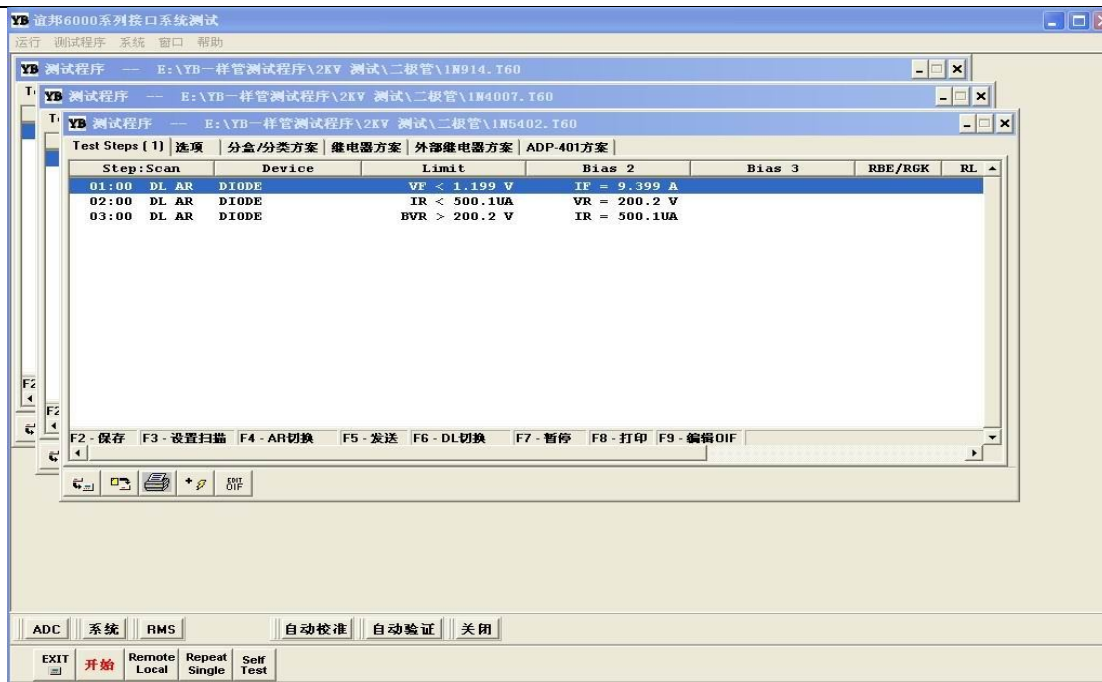 YB 谊邦6000系列接口系统测试
运行 测试程序 系统 窗口 帮助
YB 测试程序 — E:\YB一样管测试程序\2KV 测试\二极管\1N914.T60
YB 测试程序 — E:\YB一样管测试程序\2KV 测试\二极管\1N4007.T60
YB 测试程序 — E:\YB一样管测试程序\2KV 测试\二极管\1N5402.T60
Test Steps ( 1) 选项 分盒/分类方案 继电器方案 外部继电器方案 ADP-401方案
Step:Scan Device Limit Bias 2 Bias 3 RBE/RGK RL
01:00 DL AR DIODE VF < 1.199 V IF = 9.399 A
02:00 DL AR DIODE IR < 500.1UA VR = 200.2 V
03:00 DL AR DIODE BVR > 200.2 V IR = 500.1UA
F2
F2
F2 - 保存 F3 - 设置扫描 F4 - AR切换 F5 - 发送 F6 - DL切换 F7 - 暂停 F8 - 打印 F9 - 编辑OIF
EDIT
OIF
ADC 系统 RMS 自动校准 自动验证 关闭
EXIT 开始 Remote Local Repeat Single Self Test